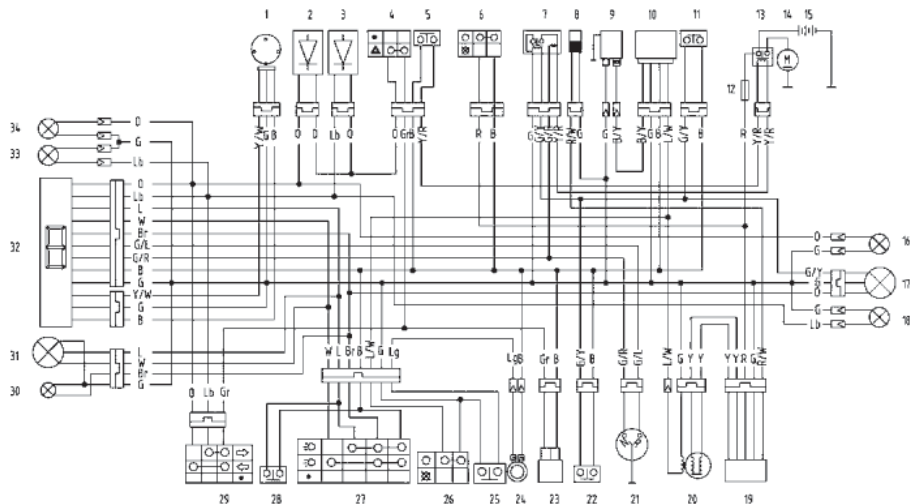 1 2 3 4 5 6 7 8 9 10 11 13 14 15
12
M
O O Lb O O Gr B Y/R R B G G/Y G/R Y/R R/W G G B/Y B/Y G B L/W G/Y B R Y/R Y/R
Y/W G B
34 O
G
33 Lb
O
Lb
L
W
Br
G/L
G/R
B
G
Y/W
G
B
32
31 L
W
Br
30 G
O 16
G
G/Y
G 17
O
G
Lb 18
W L Br B L/W G Lg
Lg B Gr B G/Y B G/R G/L L/W G Y Y Y Y R G R/W
O Lb Gr
29 28 27 26 25 24 23 22 21 20 19